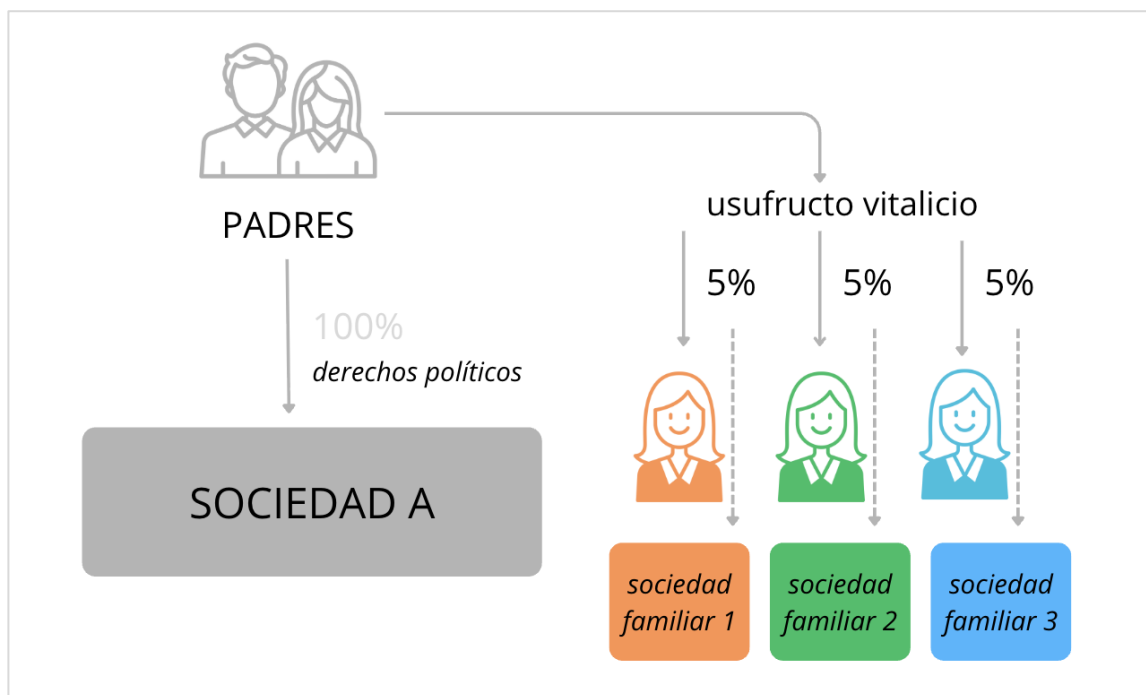 PADRES
100%
derechos políticos
SOCIEDAD A
usufructo vitalicio
5%
5%
5%
sociedad
familiar 1
sociedad
familiar 2
sociedad
familiar 3